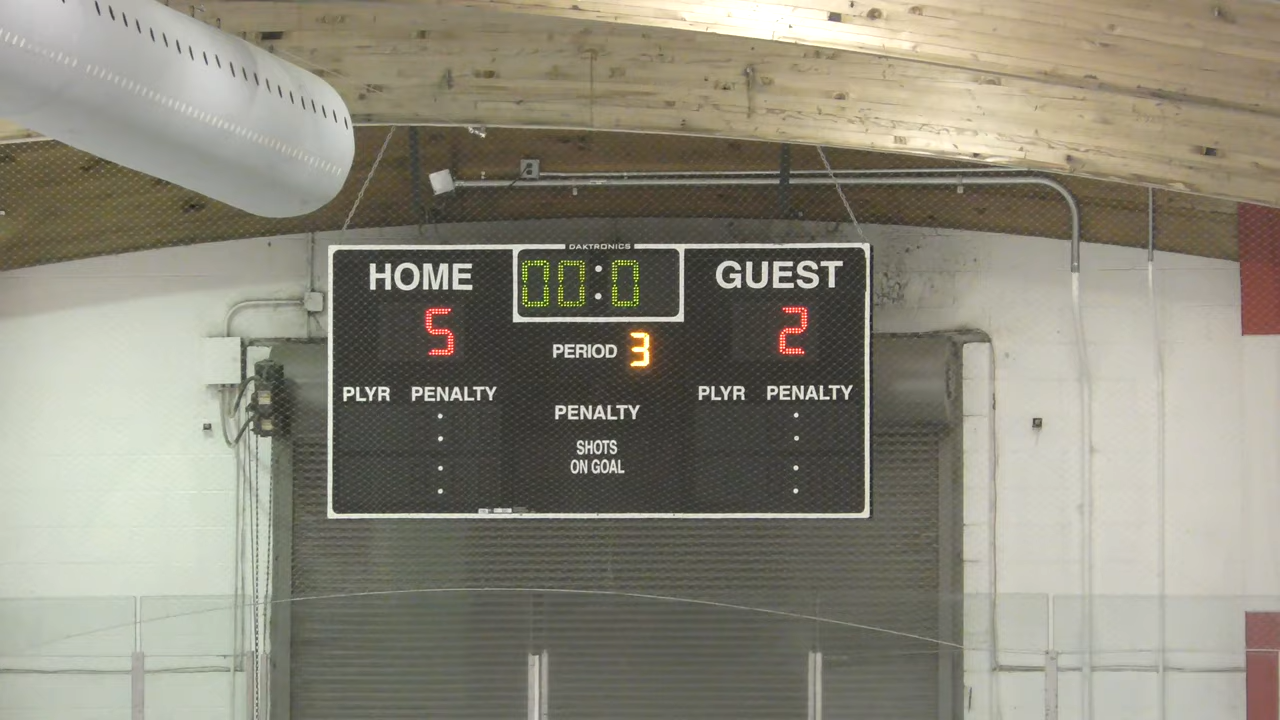 DAKTRONICS
HOME 00:0 GUEST
5 2
PERIOD 3
PLYR PENALTY PLYR PENALTY
PENALTY
SHOTS
ON GOAL